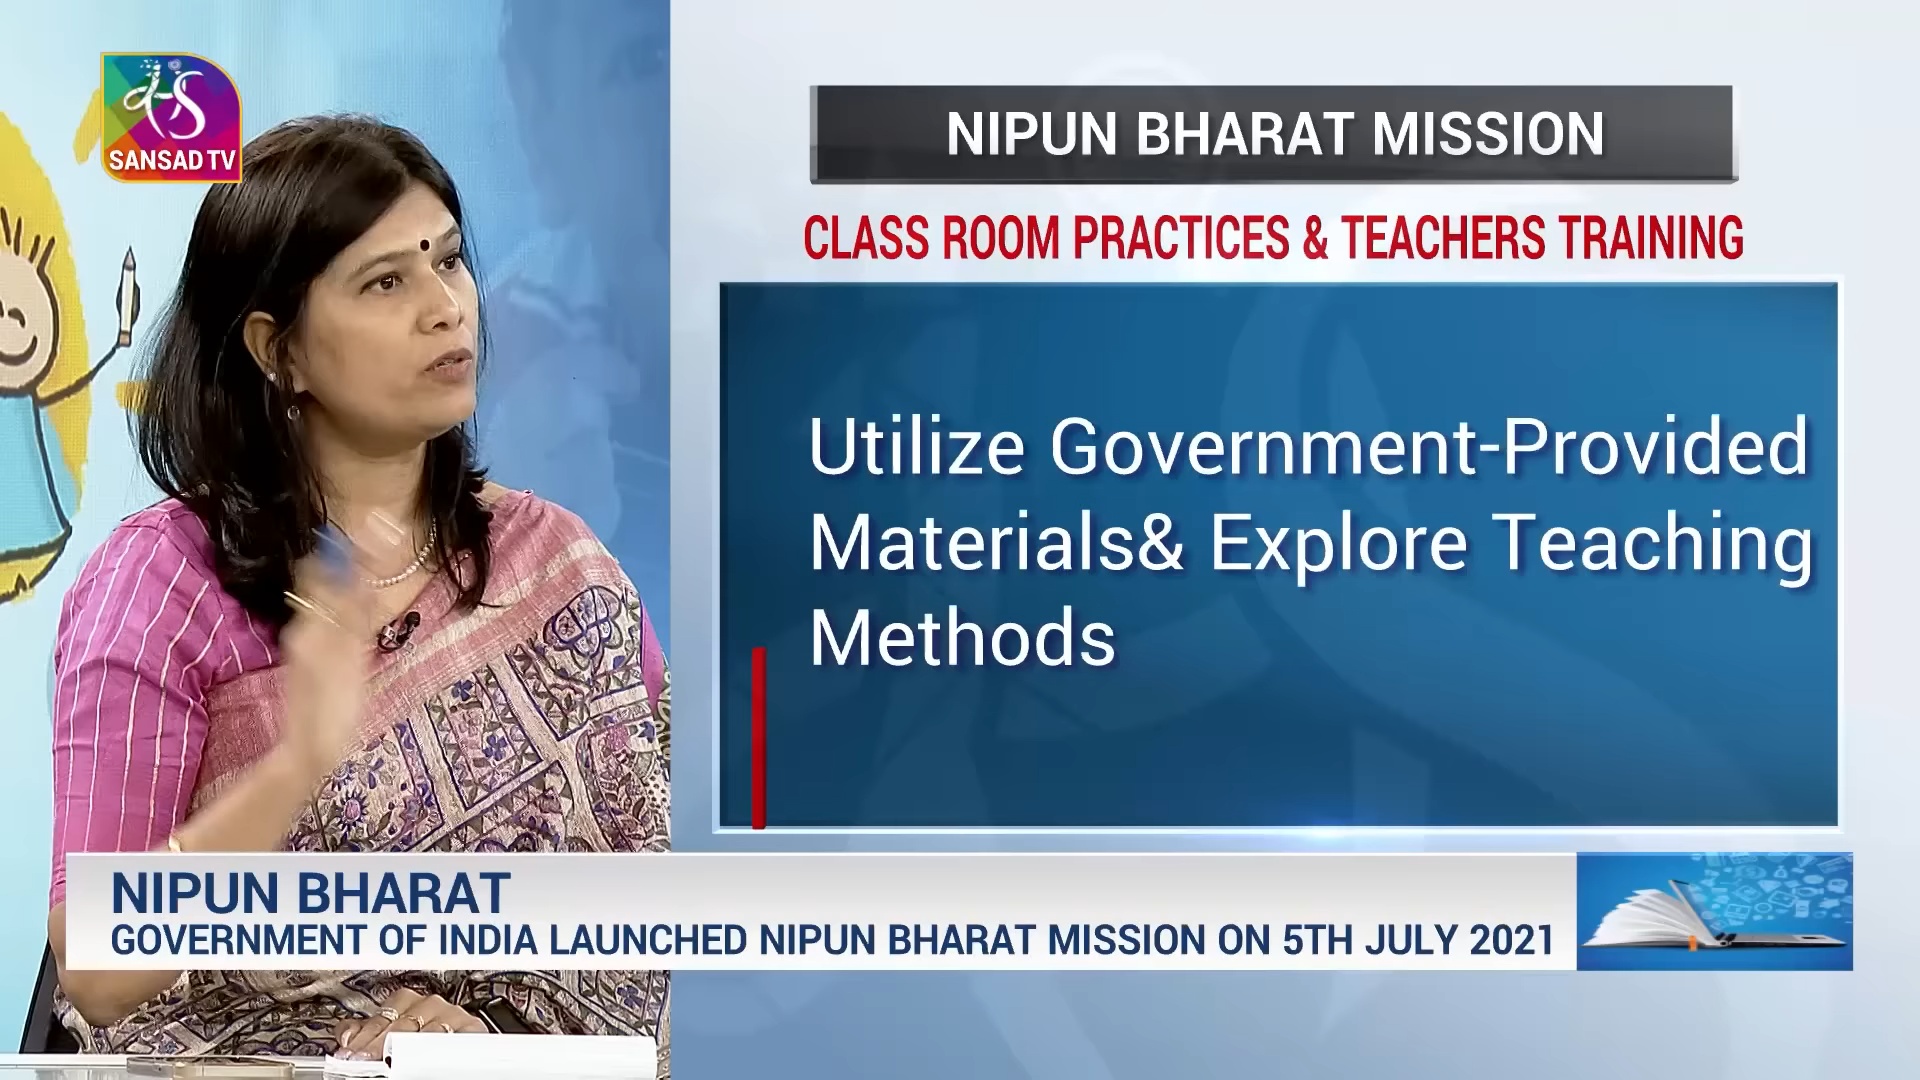 SANSAD TV
NIPUN BHARAT MISSION
CLASS ROOM PRACTICES & TEACHERS TRAINING
Utilize Government-Provided
Materials& Explore Teaching
Methods
NIPUN BHARAT
GOVERNMENT OF INDIA LAUNCHED NIPUN BHARAT MISSION ON 5TH JULY 2021